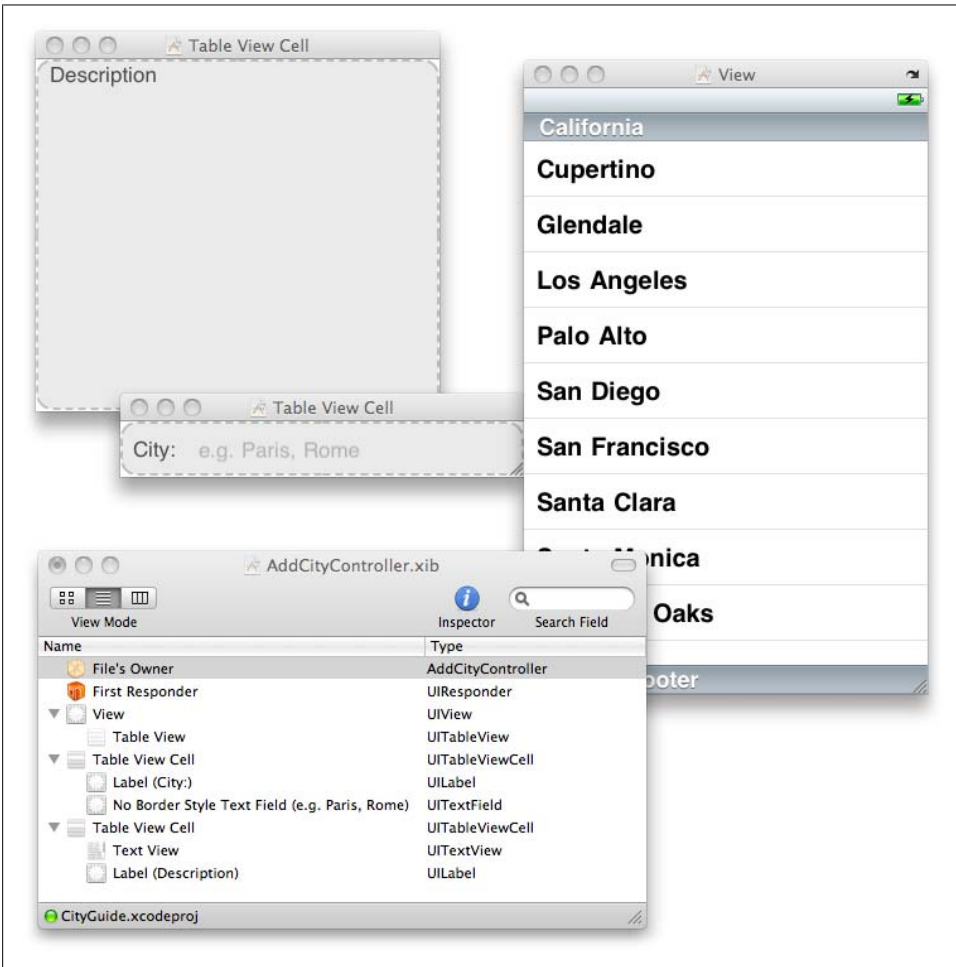 Table View Cell
Description
View
California
Cupertino
Glendale
Los Angeles
Palo Alto
San Diego
San Francisco
Santa Clara
Table View Cell
City: e.g. Paris, Rome
AddCityController.xib
View Mode Inspector Search Field
Name Type
File's Owner AddCityController
First Responder UIResponder
View UIView
Table View UITableView
Table View Cell UITableViewCell
Label (City:) UILabel
No Border Style Text Field (e.g. Paris, Rome) UITextField
Table View Cell UITableViewCell
Text View UITextView
Label (Description) UILabel
CityGuide.xcodeproj
Oaks